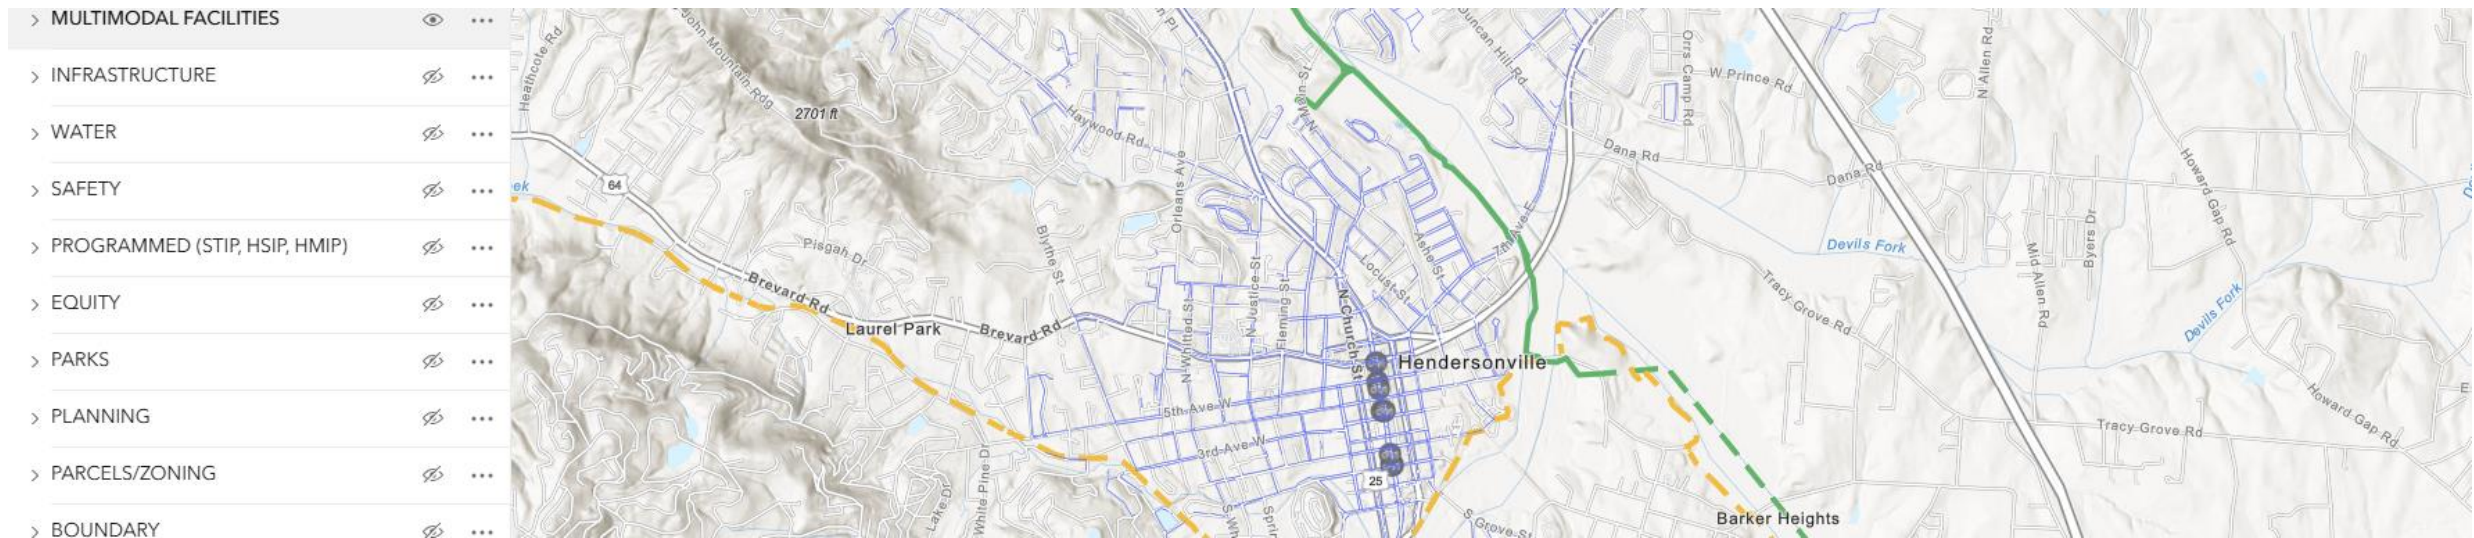 MULTIMODAL FACILITIES
INFRASTRUCTURE
WATER
SAFETY
PROGRAMMED (STIP, HSIP, HMIP)
EQUITY
PARKS
PLANNING
PARCELS/ZONING
BOUNDARY
Heathcote Rd
John Mountain Rdg
2701 ft
n Pl
Haywood Rd
Orleans Ave
Duncan Hill Rd
Orrs Camp Rd
W Prince Rd
N Allen Rd
Dana Rd
Dana Rd
Howard Gap Rd
64
eek
Pisgah Dr
Blythe St
Brevard Rd
Laurel Park
Brevard Rd
N Whitted St
N Justice St
Fleming St
N Church St
Locust St
Ashe St
7th Ave E
Devils Fork
Mid Allen Rd
Byers Dr
Devils Fork
Tracy Grove Rd
Hendersonville
5th Ave W
3rd Ave W
25
Lake Dr
White Pine Dr
S Wh
Sprin
S Grove St
Barker Heights
Tracy Grove Rd
Howard Gap Rd
E